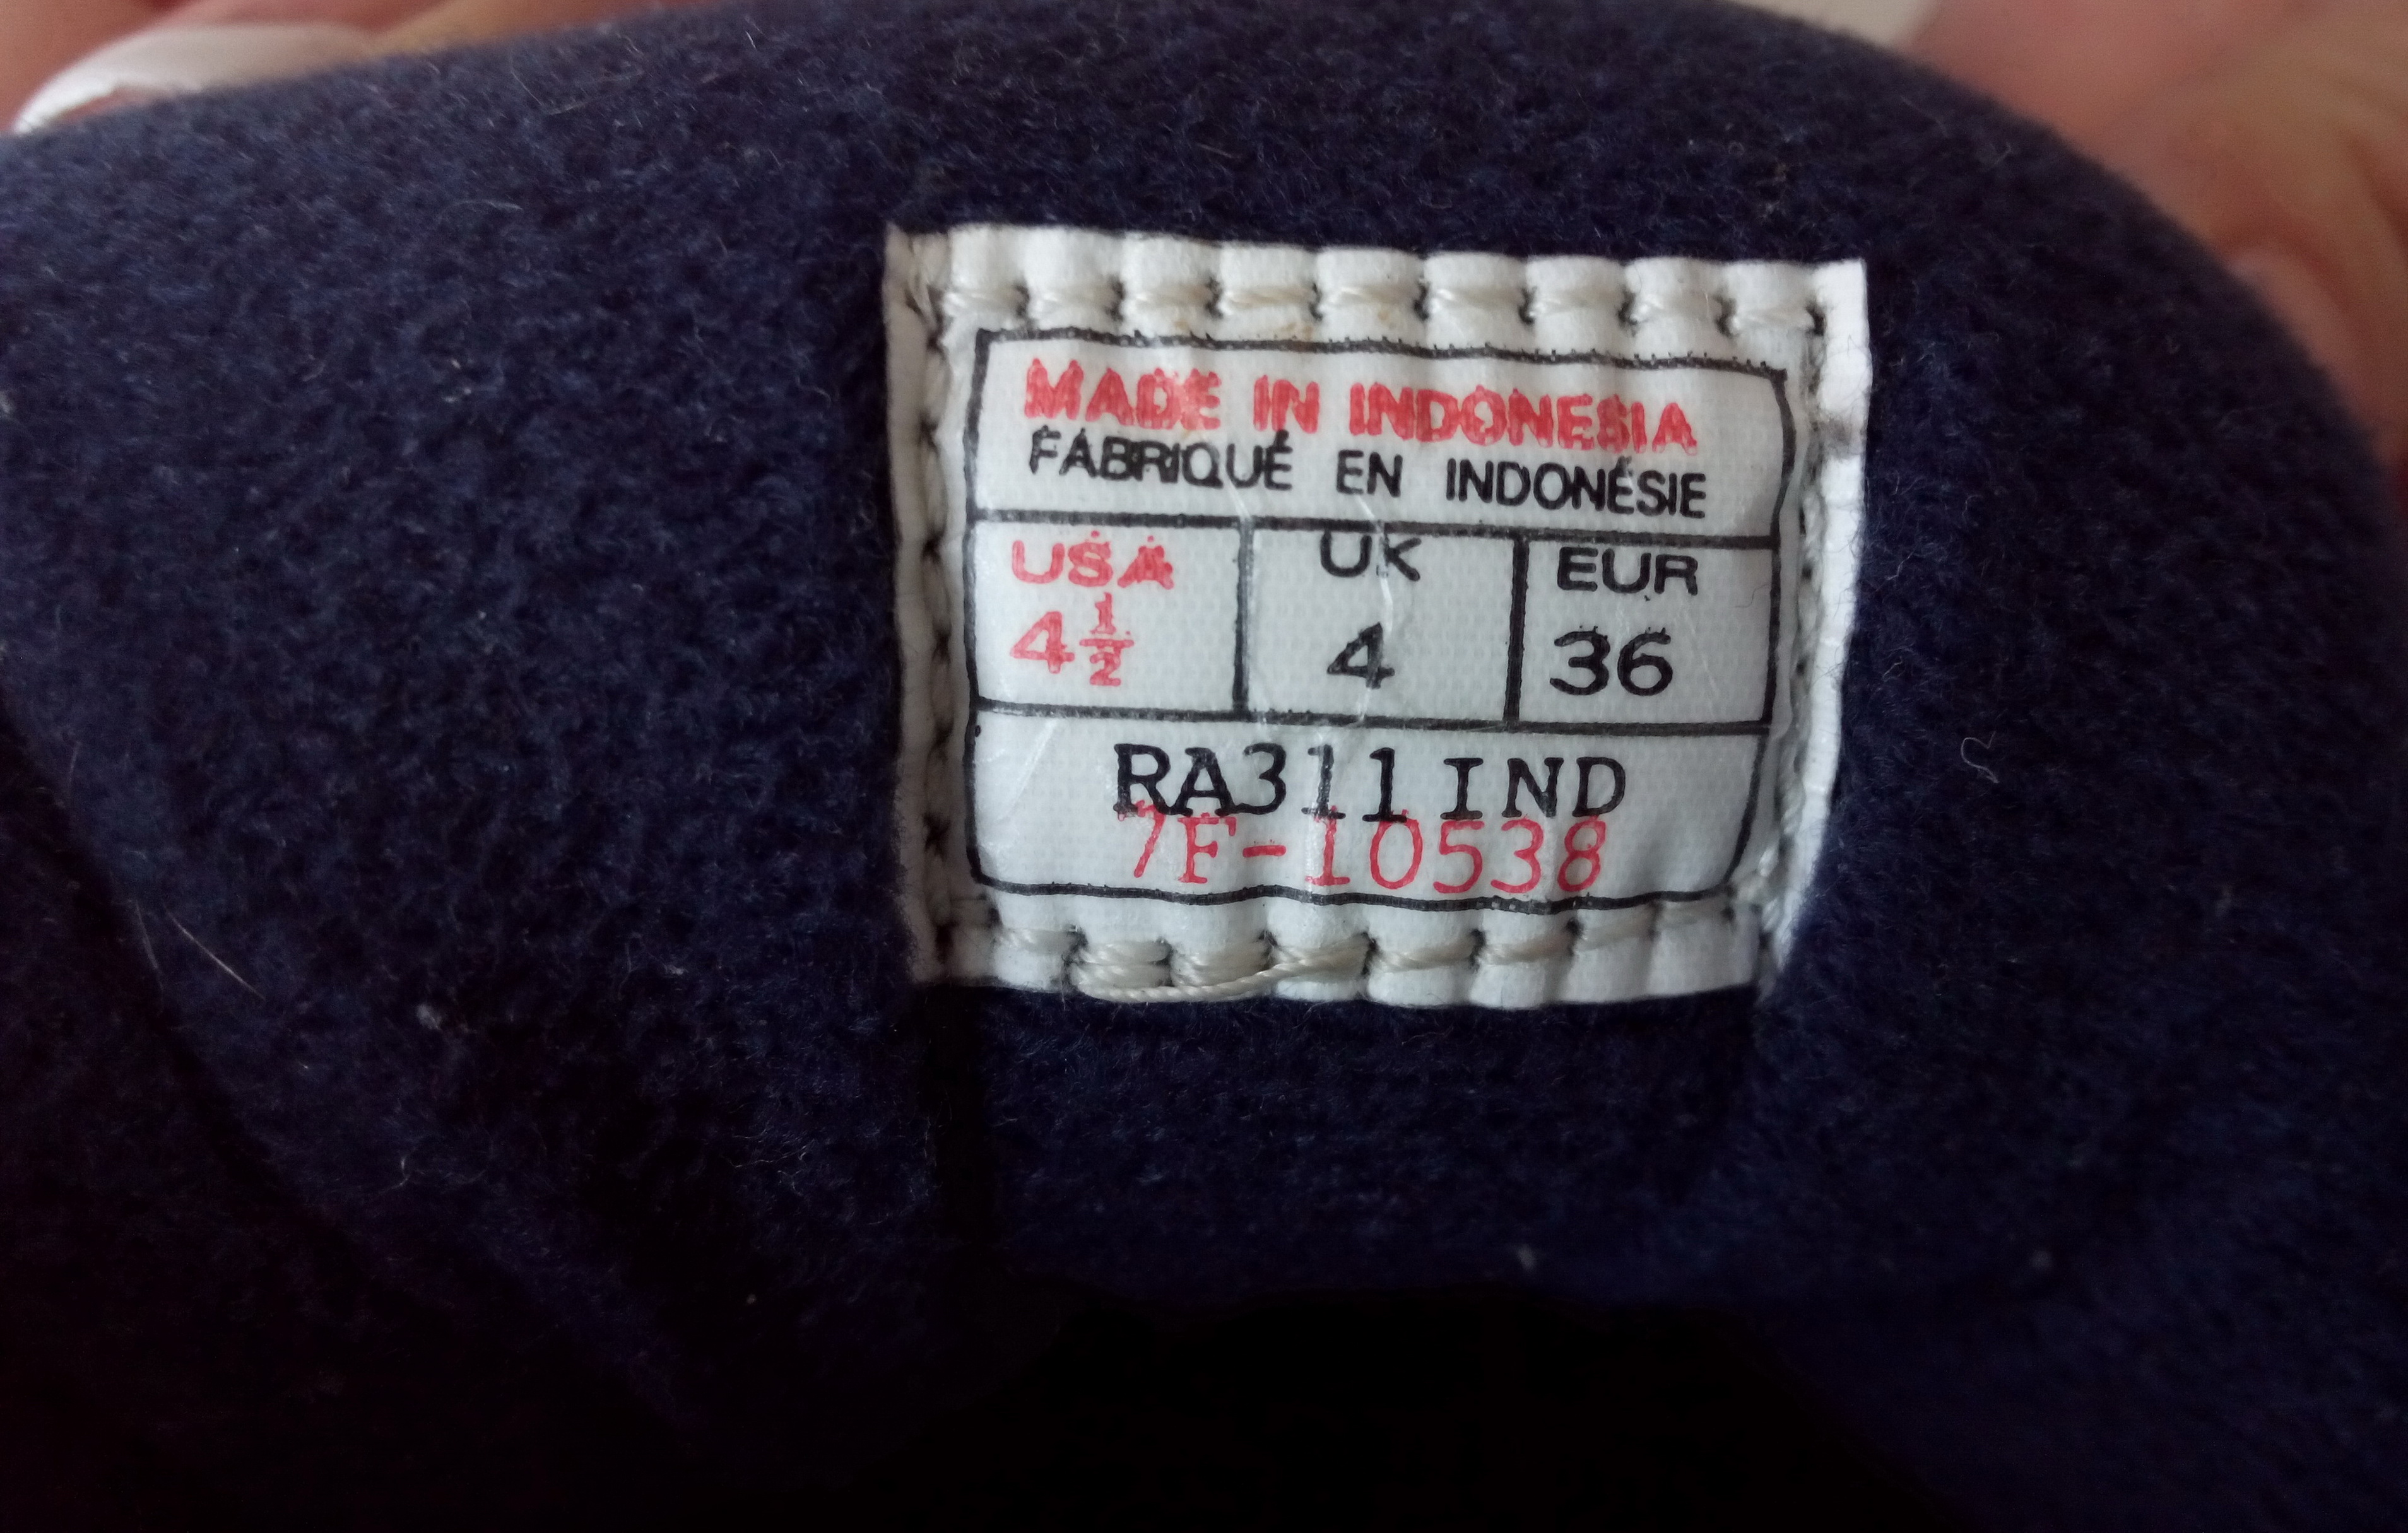 MADE IN INDONESIA
FABRIQUÉ EN INDONÉSIE
USA UK EUR
4½ 4 36
RA311IND
7F-10538